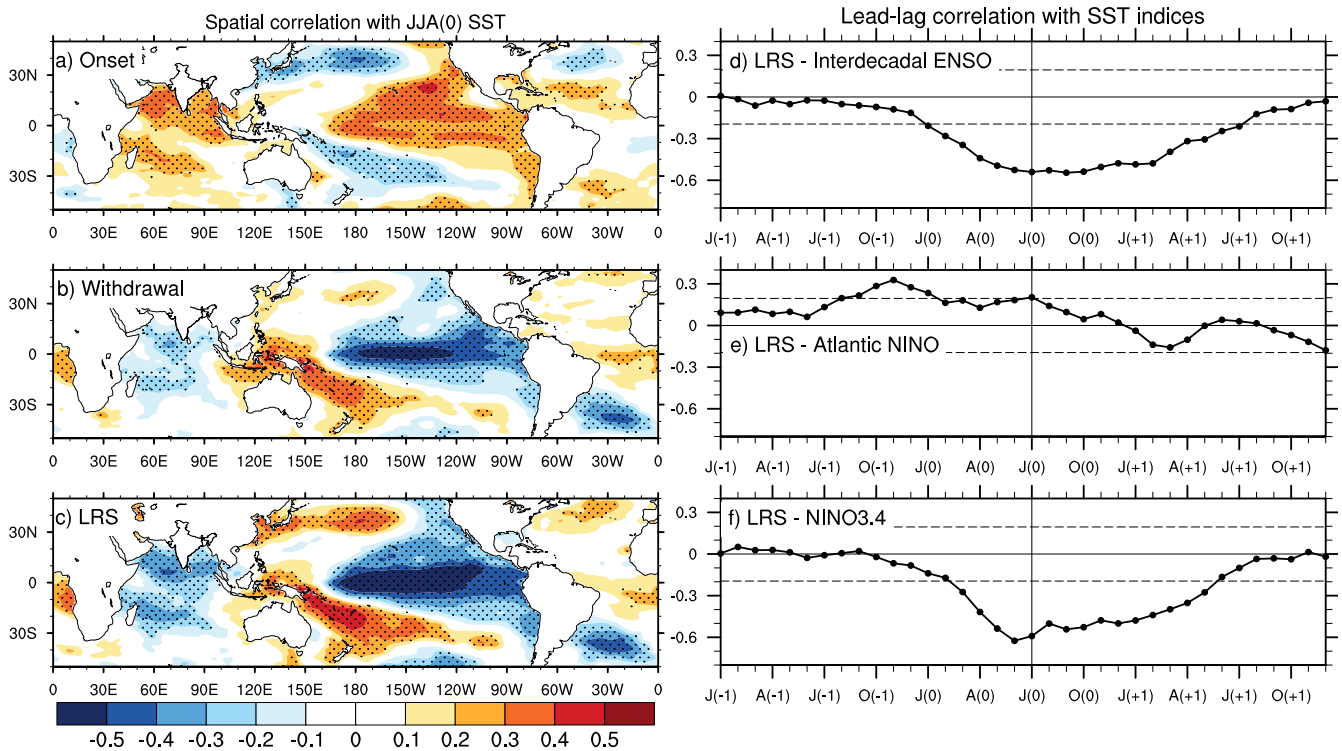 Spatial correlation with JJA(0) SST
a) Onset
30N
0
30S
0 30E 60E 90E 120E 150E 180 150W 120W 90W 60W 30W 0
b) Withdrawal
30N
0
30S
0 30E 60E 90E 120E 150E 180 150W 120W 90W 60W 30W 0
c) LRS
30N
0
30S
0 30E 60E 90E 120E 150E 180 150W 120W 90W 60W 30W 0
-0.5 -0.4 -0.3 -0.2 -0.1 0 0.1 0.2 0.3 0.4 0.5
Lead-lag correlation with SST indices
d) LRS - Interdecadal ENSO
0.3
0
-0.3
-0.6
J(-1) A(-1) J(-1) O(-1) J(0) A(0) J(0) O(0) J(+1) A(+1) J(+1) O(+1)
0.3
0
e) LRS - Atlantic NINO
-0.3
-0.6
J(-1) A(-1) J(-1) O(-1) J(0) A(0) J(0) O(0) J(+1) A(+1) J(+1) O(+1)
f) LRS - NINO3.4
0.3
0
-0.3
-0.6
J(-1) A(-1) J(-1) O(-1) J(0) A(0) J(0) O(0) J(+1) A(+1) J(+1) O(+1)